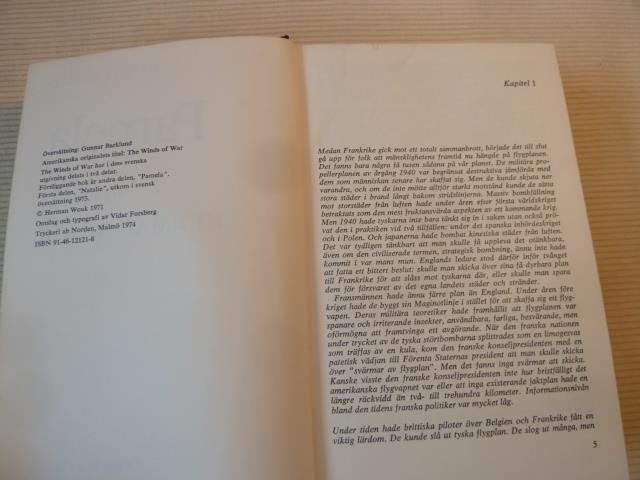 Översättning: Gunnar Barklund
Amerikanska originalets titel: The Winds of War
The Winds of War har i dess svenska
utgivning delats i två delar.
Föreliggande bok är andra delen, "Pamela".
Första delen, "Natalie", utkom i svensk
översättning 1973.
© Herman Wouk 1971
Omslag och typografi av Vidar Forsberg
Tryckeri ab Norden, Malmö 1974
ISBN 91-46-12121-6
Kapitel 1
Medan Frankrike gick mot ett totalt sammanbrott, började det till slut
gå upp för folk att mänsklighetens framtid nu hängde på flygplanen.
Det fanns bara några få tusen sådana på vår planet. De militära pro-
pellerplanen av årgång 1940 var begränsat destruktiva jämförda med
dem som människan senare har skaffat sig. Men de kunde skjuta ner
varandra, och om de inte mötte alltför starkt motstånd kunde de sätta
stora städer i brand långt bakom stridslinjerna. Massiv bombfällning
mot storstäder från luften hade under åren efter första världskriget
betraktats som den mest fruktansvärda aspekten av ett kommande krig.
Men 1940 hade tyskarna inte bara tänkt sig in i saken utan också prö-
vat den i praktiken vid två tillfällen: under det spanska inbördeskriget
och i Polen. Och japanerna hade bombat kinesiska städer från luften.
Det var tydligen tänkbart att man skulle få uppleva det otänkbara,
även om den civiliserade termen, strategisk bombning, ännu inte hade
kommit i var mans mun. Englands ledare stod därför inför tvånget
att fatta ett bittert beslut: skulle man skicka över sina få dyrbara plan
till Frankrike för att slåss mot tyskarna där, eller skulle man spara
dem för försvaret av det egna landets städer och stränder.
Fransmännen hade ännu färre plan än England. Under åren före
kriget hade de byggt sin Maginotlinje i stället för att skaffa sig ett flyg-
vapen. Deras militära teoretiker hade framhållit att flygplanen var
spanare och irriterande insekter, användbara, farliga, besvärande, men
oförmögna att framtvinga ett avgörande. När den franska nationen
under trycket av de tyska störtbombarna splittrades som en limogesvas
som träffas av en kula, kom den franske konseljpresidenten med en
patetisk vädjan till Förenta Staternas president att man skulle skicka
över "svärmar av flygplan". Men det fanns inga svärmar att skicka.
Kanske visste den franske konseljpresidenten inte hur bristfälligt det
amerikanska flygvapnet var eller att inga existerande jaktplan hade en
längre räckvidd än två- till trehundra kilometer. Informationsnivån
bland den tidens franska politiker var mycket låg.
Under tiden hade brittiska piloter över Belgien och Frankrike fått en
viktig lärdom. De kunde slå ut tyska flygplan. De slog ut många, men
5